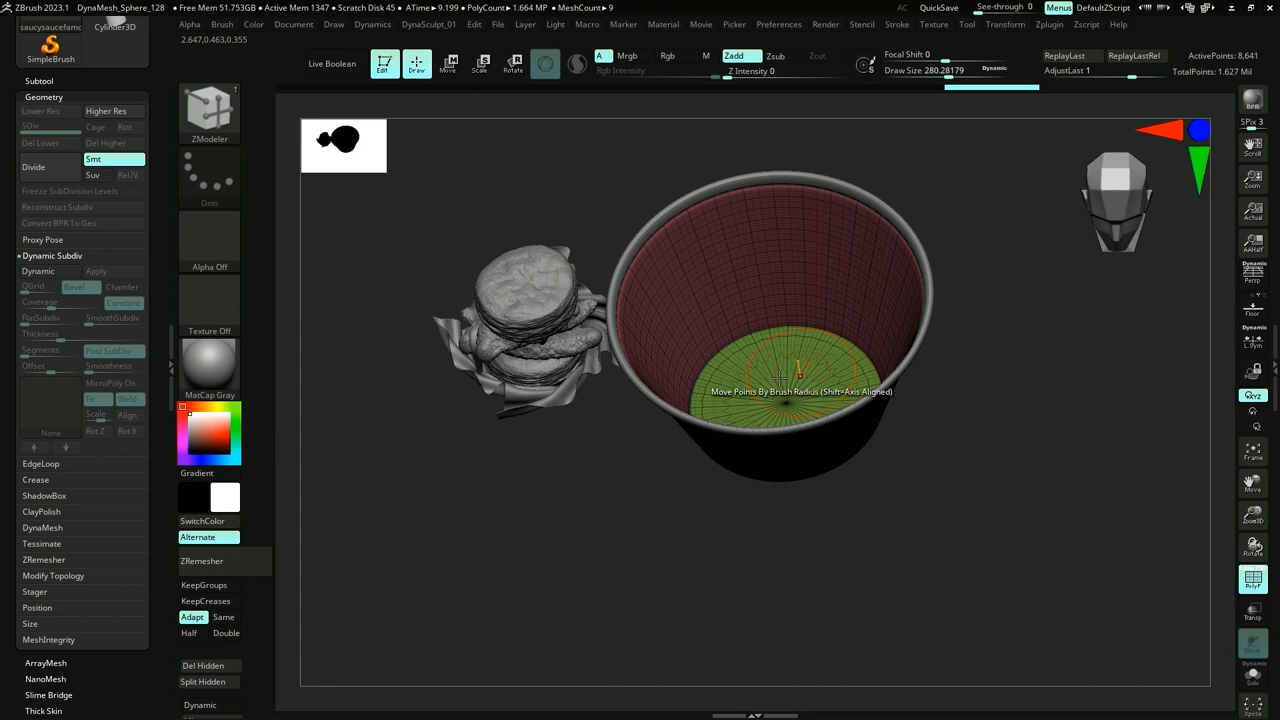 ZBrush 2023.1
DynaMesh_Sphere_128
● Free Mem 51.753GB ● Active Mem 1347 ● Scratch Disk 45 ● ATime▸9.199 ● PolyCount▸1.664 MP ● MeshCount▸9
AC
QuickSave
See-through 0
Menus
DefaultZScript
Alpha
Brush
Color
Document
Draw
Dynamics
DynaSculpt_01
Edit
File
Layer
Light
Macro
Marker
Material
Movie
Picker
Preferences
Render
Stencil
Stroke
Texture
Tool
Transform
Zplugin
Zscript
Help
2.647,0.463,0.355
saucysaucefamo
Cylinder3D
SimpleBrush
Live Boolean
Edit
Draw
Move
Scale
Rotate
A
Mrgb
Rgb
M
Rgb Intensity
Zadd
Zsub
Zcut
Z Intensity 0
Focal Shift 0
Draw Size 280.28179
Dynamic
ReplayLast
ReplayLastRel
AdjustLast 1
ActivePoints: 8,641
TotalPoints: 1.627 Mil
Subtool
Geometry
Lower Res
Higher Res
SDiv
Cage
Rstr
Del Lower
Del Higher
Divide
Smt
Suv
ReUV
Freeze SubDivision Levels
Reconstruct Subdiv
Convert BPR To Geo
Proxy Pose
Dynamic Subdiv
Dynamic
Apply
QGrid
Bevel
Chamfer
Coverage
Constant
FlatSubdiv
SmoothSubdiv
Thickness
Segments
Post SubDiv
Offset
Smoothness
MicroPoly On
Fit
Weld
Scale
Align
None
Rot Z
Rot X
EdgeLoop
Crease
ShadowBox
ClayPolish
DynaMesh
Tessimate
ZRemesher
Modify Topology
Stager
Position
Size
MeshIntegrity
ArrayMesh
NanoMesh
Slime Bridge
Thick Skin
1
ZModeler
Dots
Alpha Off
Texture Off
MatCap Gray
Gradient
SwitchColor
Alternate
ZRemesher
KeepGroups
KeepCreases
Adapt
Same
Half
Double
Del Hidden
Split Hidden
Dynamic
Move Points By Brush Radius (Shift=Axis Aligned)
BPR
SPix 3
Scroll
Zoom
Actual
AAHalf
Dynamic
Persp
Floor
Dynamic
L.Sym
Qxyz
Frame
Move
Zoom3D
Rotate
PolyF
Transp
Ghost
Dynamic
Solo
Xpose